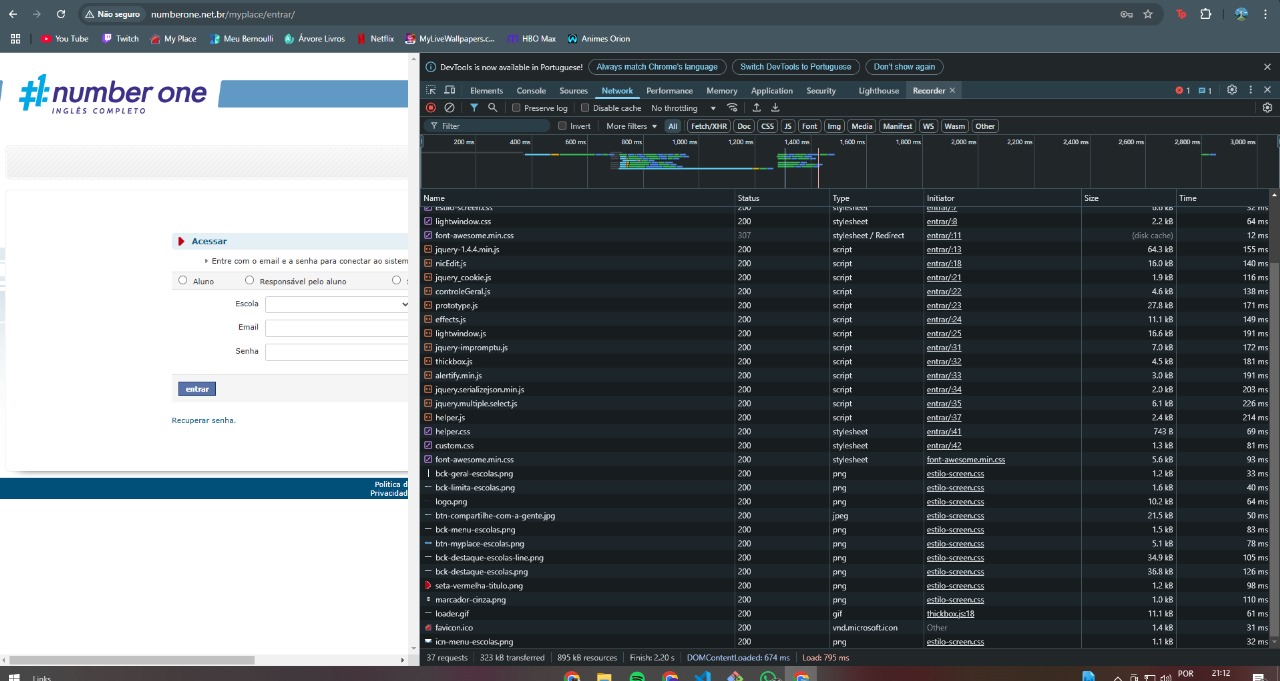 Não seguro numberone.net.br/myplace/entrar/
You Tube Twitch My Place Meu Bernoulli Árvore Livros Netflix MyLiveWallpapers.c... HBO Max Animes Orion
DevTools is now available in Portuguese! Always match Chrome's language Switch DevTools to Portuguese Don't show again
Elements Console Sources Network Performance Memory Application Security Lighthouse Recorder 1 1
Preserve log Disable cache No throttling
Filter Invert More filters All Fetch/XHR Doc CSS JS Font Img Media Manifest WS Wasm Other
200 ms 400 ms 600 ms 800 ms 1,000 ms 1,200 ms 1,400 ms 1,600 ms 1,800 ms 2,000 ms 2,200 ms 2,400 ms 2,600 ms 2,800 ms 3,000 ms
number one
INGLÊS COMPLETO
Acessar
Entre com o email e a senha para conectar ao sistem
Aluno Responsável pelo aluno
Escola
Email
Senha
entrar
Recuperar senha.
Política d
Privacidad
Name Status Type Initiator Size Time
estilo-screen.css 200 stylesheet entrar/:7
lightwindow.css 200 stylesheet entrar/:8 2.2 kB 64 ms
font-awesome.min.css 307 stylesheet / Redirect entrar/:11 (disk cache) 12 ms
jquery-1.4.4.min.js 200 script entrar/:13 64.3 kB 155 ms
nicEdit.js 200 script entrar/:18 16.0 kB 140 ms
jquery_cookie.js 200 script entrar/:21 1.9 kB 116 ms
controleGeral.js 200 script entrar/:22 4.6 kB 138 ms
prototype.js 200 script entrar/:23 27.8 kB 171 ms
effects.js 200 script entrar/:24 11.1 kB 149 ms
lightwindow.js 200 script entrar/:25 16.6 kB 191 ms
jquery-impromptu.js 200 script entrar/:31 7.0 kB 172 ms
thickbox.js 200 script entrar/:32 4.5 kB 181 ms
alertify.min.js 200 script entrar/:33 3.0 kB 191 ms
jquery.serializejson.min.js 200 script entrar/:34 2.0 kB 203 ms
jquery.multiple.select.js 200 script entrar/:35 6.1 kB 226 ms
helper.js 200 script entrar/:37 2.4 kB 214 ms
helper.css 200 stylesheet entrar/:41 743 B 69 ms
custom.css 200 stylesheet entrar/:42 1.3 kB 81 ms
font-awesome.min.css 200 stylesheet font-awesome.min.css 5.6 kB 93 ms
bck-geral-escolas.png 200 png estilo-screen.css 1.2 kB 33 ms
bck-limita-escolas.png 200 png estilo-screen.css 1.6 kB 40 ms
logo.png 200 png estilo-screen.css 10.2 kB 64 ms
btn-compartilhe-com-a-gente.jpg 200 jpeg estilo-screen.css 21.5 kB 50 ms
bck-menu-escolas.png 200 png estilo-screen.css 1.5 kB 83 ms
btn-myplace-escolas.png 200 png estilo-screen.css 5.1 kB 78 ms
bck-destaque-escolas-line.png 200 png estilo-screen.css 34.9 kB 105 ms
bck-destaque-escolas.png 200 png estilo-screen.css 36.8 kB 126 ms
seta-vermelha-titulo.png 200 png estilo-screen.css 1.2 kB 98 ms
marcador-cinza.png 200 png estilo-screen.css 1.0 kB 110 ms
loader.gif 200 gif thickbox.js:18 11.1 kB 61 ms
favicon.ico 200 vnd.microsoft.icon Other 1.4 kB 31 ms
icn-menu-escolas.png 200 png estilo-screen.css 1.1 kB 32 ms
37 requests 323 kB transferred 895 kB resources Finish: 2.20 s DOMContentLoaded: 674 ms Load: 795 ms
Links POR 21:12